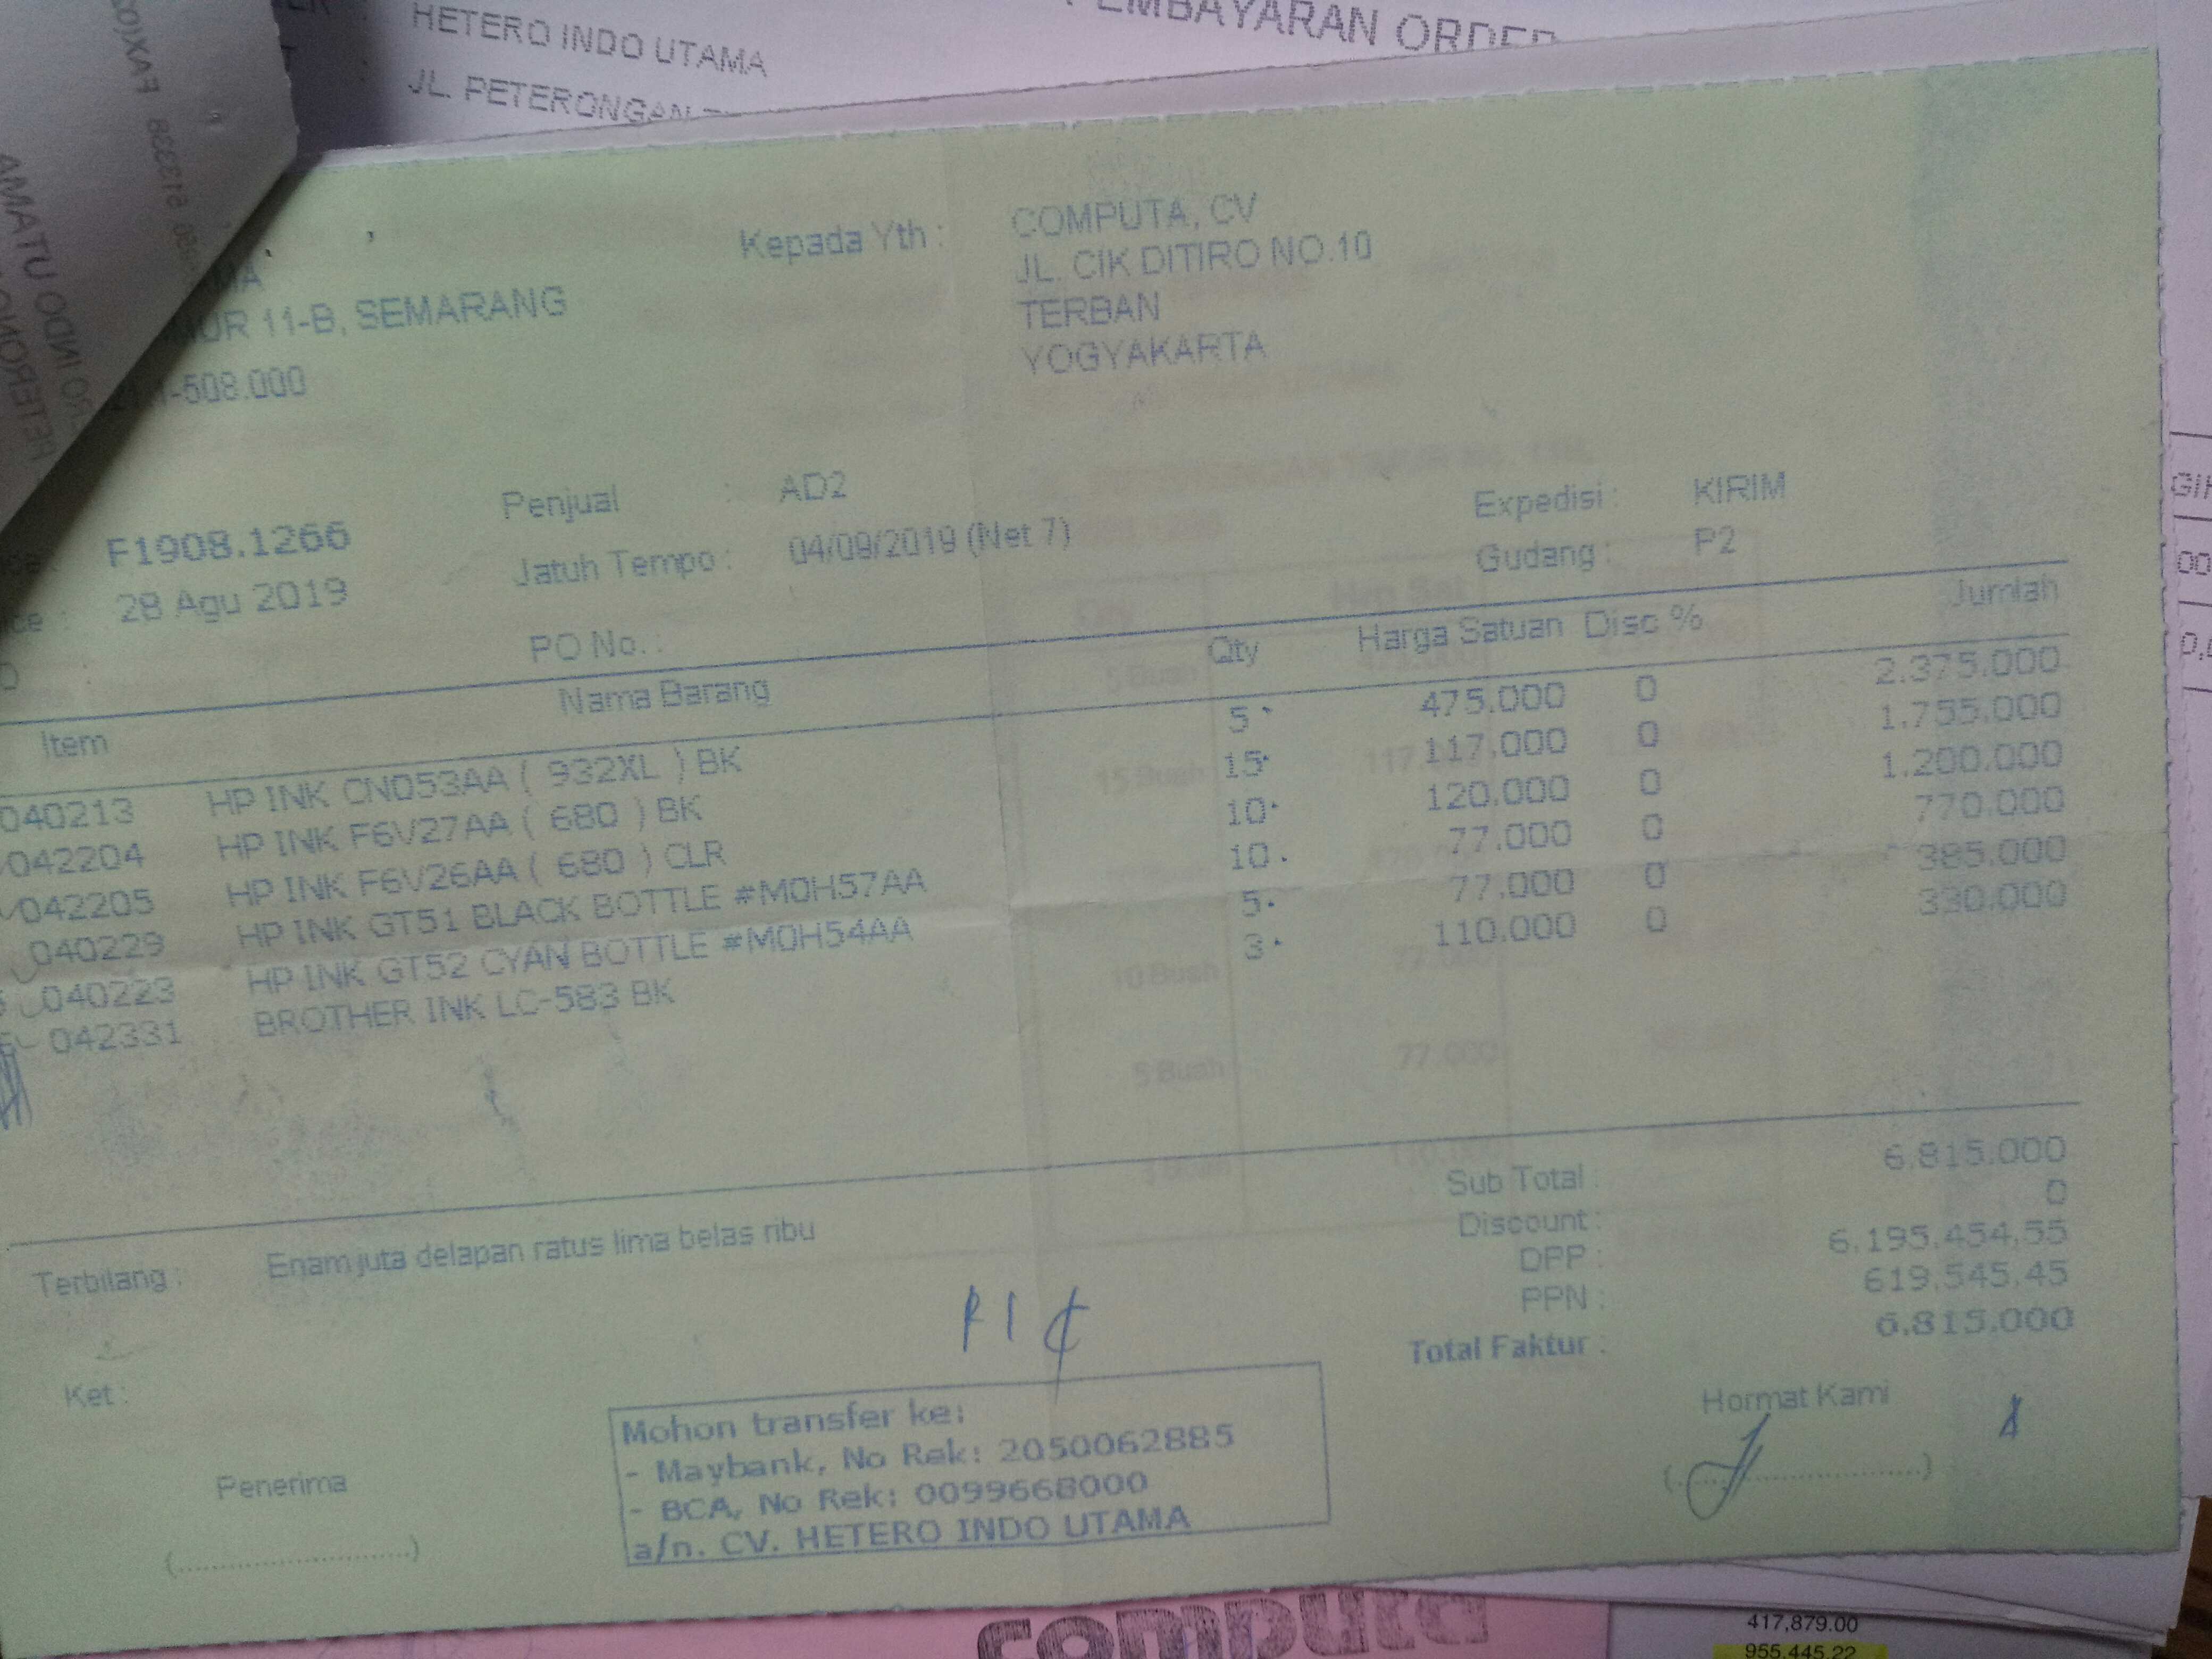 HETERO INDO UTAMA
PEMBAYARAN ORDER
JL. PETERONGAN
Kepada Yth : COMPUTA, CV
JL. CIK DITIRO NO.10
11-B, SEMARANG
TERBAN
YOGYAKARTA
-508.000
Penjual : AD2
Expedisi : KIRIM
F1908.1266
Jatuh Tempo : 04/09/2019 (Net 7)
Gudang : P2
28 Agu 2019
PO No. :
Item Nama Barang Qty Harga Satuan Disc % Jumlah
040213 HP INK CN053AA ( 932XL ) BK 5 475.000 0 2.375.000
042204 HP INK F6V27AA ( 680 ) BK 15 117.000 0 1.755.000
042205 HP INK F6V26AA ( 680 ) CLR 10 120.000 0 1.200.000
040229 HP INK GT51 BLACK BOTTLE #M0H57AA 10 77.000 0 770.000
040223 HP INK GT52 CYAN BOTTLE #M0H54AA 5 77.000 0 385.000
042331 BROTHER INK LC-583 BK 3 110.000 0 330.000
Sub Total : 6.815.000
Discount : 0
DPP : 6.195.454,55
PPN : 619.545,45
Total Faktur : 6.815.000
Terbilang : Enam juta delapan ratus lima belas ribu
Ket :
Mohon transfer ke:
- Maybank, No Rek: 2050062885
- BCA, No Rek: 0099668000
a/n. CV. HETERO INDO UTAMA
Hormat Kami
(........................)
Penerima
(........................)
computa
417,879.00
955,445.22